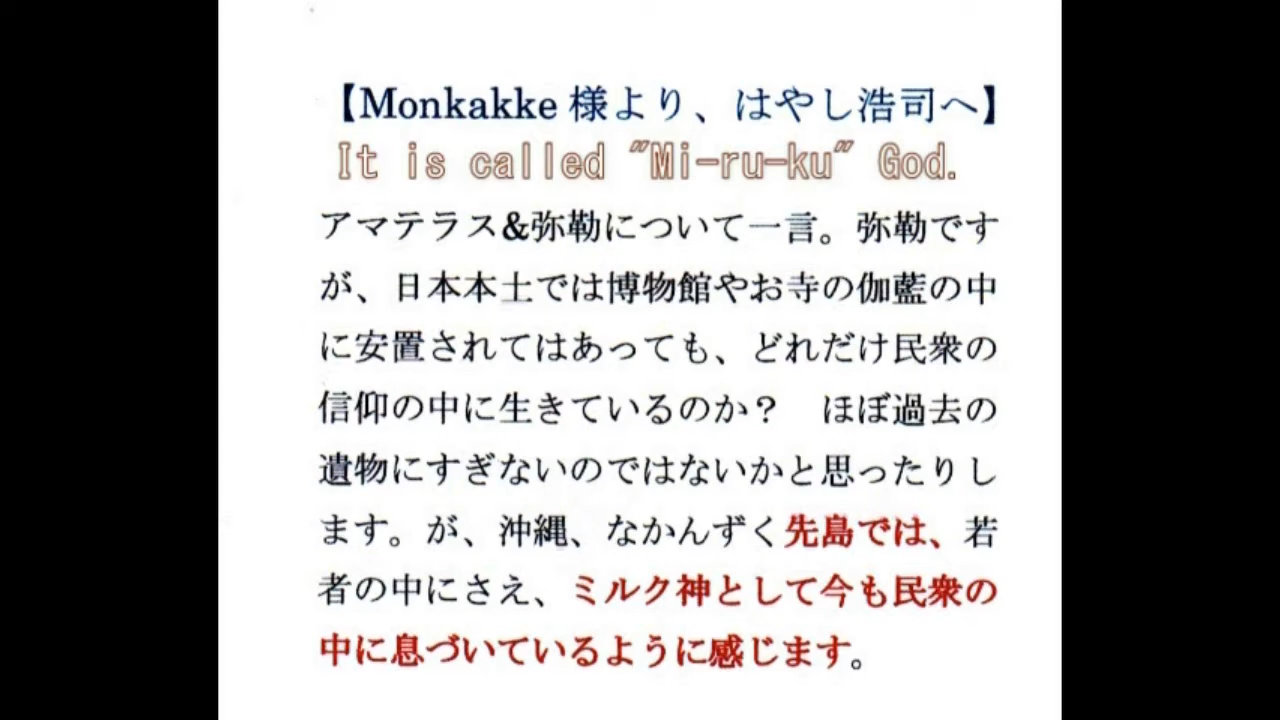 【Monkakke 様より、はやし浩司へ】
It is called "Mi-ru-ku" God.
アマテラス&弥勒について一言。弥勒です
が、日本本土では博物館やお寺の伽藍の中
に安置されてはあっても、どれだけ民衆の
信仰の中に生きているのか？　ほぼ過去の
遺物にすぎないのではないかと思ったりし
ます。が、沖縄、なかんずく先島では、若
者の中にさえ、ミルク神として今も民衆の
中に息づいているように感じます。